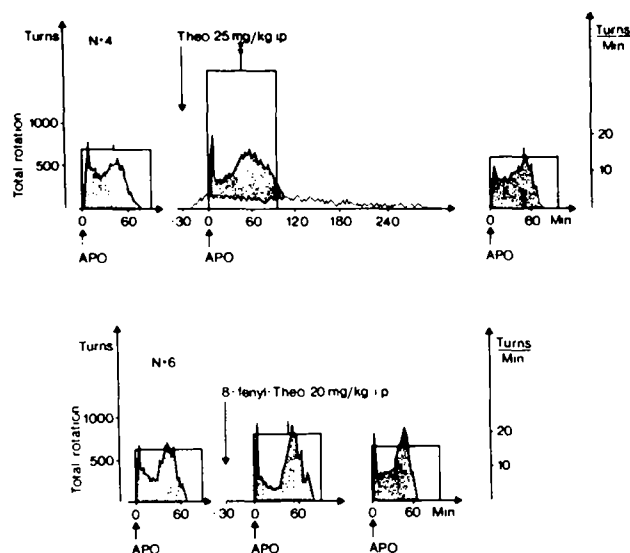 Turns
N=4
Theo 25 mg/kg ip
Turns
Min
Total rotation
1000
500
20
10
0 60
-30 0 60 120 180 240
0 60 Min
APO
APO
APO
Turns
N=6
Turns
Min
8-fenyl-Theo 20 mg/kg i p
Total rotation
1000
500
20
10
0 60
30 0 60
0 60 Min
APO
APO
APO